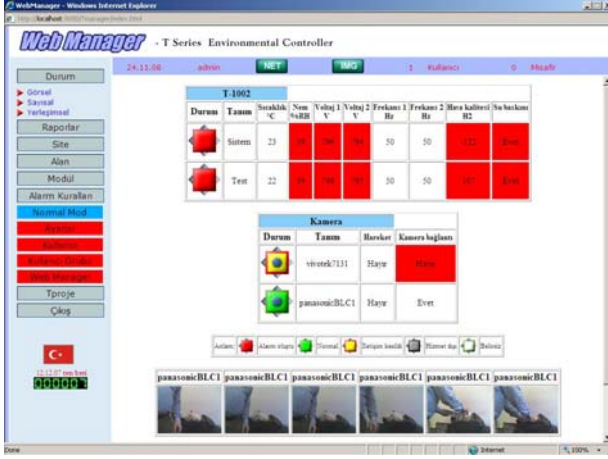 WebManager - Windows Internet Explorer
Web Manager - T Series Environmental Controller
24.11.06 admin NET IMG 1 Kullanıcı 0 Misafir
Durum
Görsel
Sayısal
Yerleşimsel
Raporlar
Site
Alan
Modül
Alarm Kuralları
Normal Mod
Ayarlar
Kullanıcı
Kullanıcı Grubu
Web Manager
Tproje
Çıkış
T-1002
Durum Tanım Sıcaklık °C Nem %RH Voltaj 1 V Voltaj 2 V Frekans 1 Hz Frekans 2 Hz Hava kalitesi H2 Su baskını
Sistem 23 50 50 Evet
Test 22 50 50 Evet
Kamera
Durum Tanım Hareket Kamera bağlantı
vivotek7131 Hayır Hayır
panasonicBLC1 Hayır Evet
Alarm oluştu Normal İletişim kesildi Hizmet dışı Belirsiz
panasonicBLC1 panasonicBLC1 panasonicBLC1 panasonicBLC1 panasonicBLC1 panasonicBLC1
Done Internet 100%